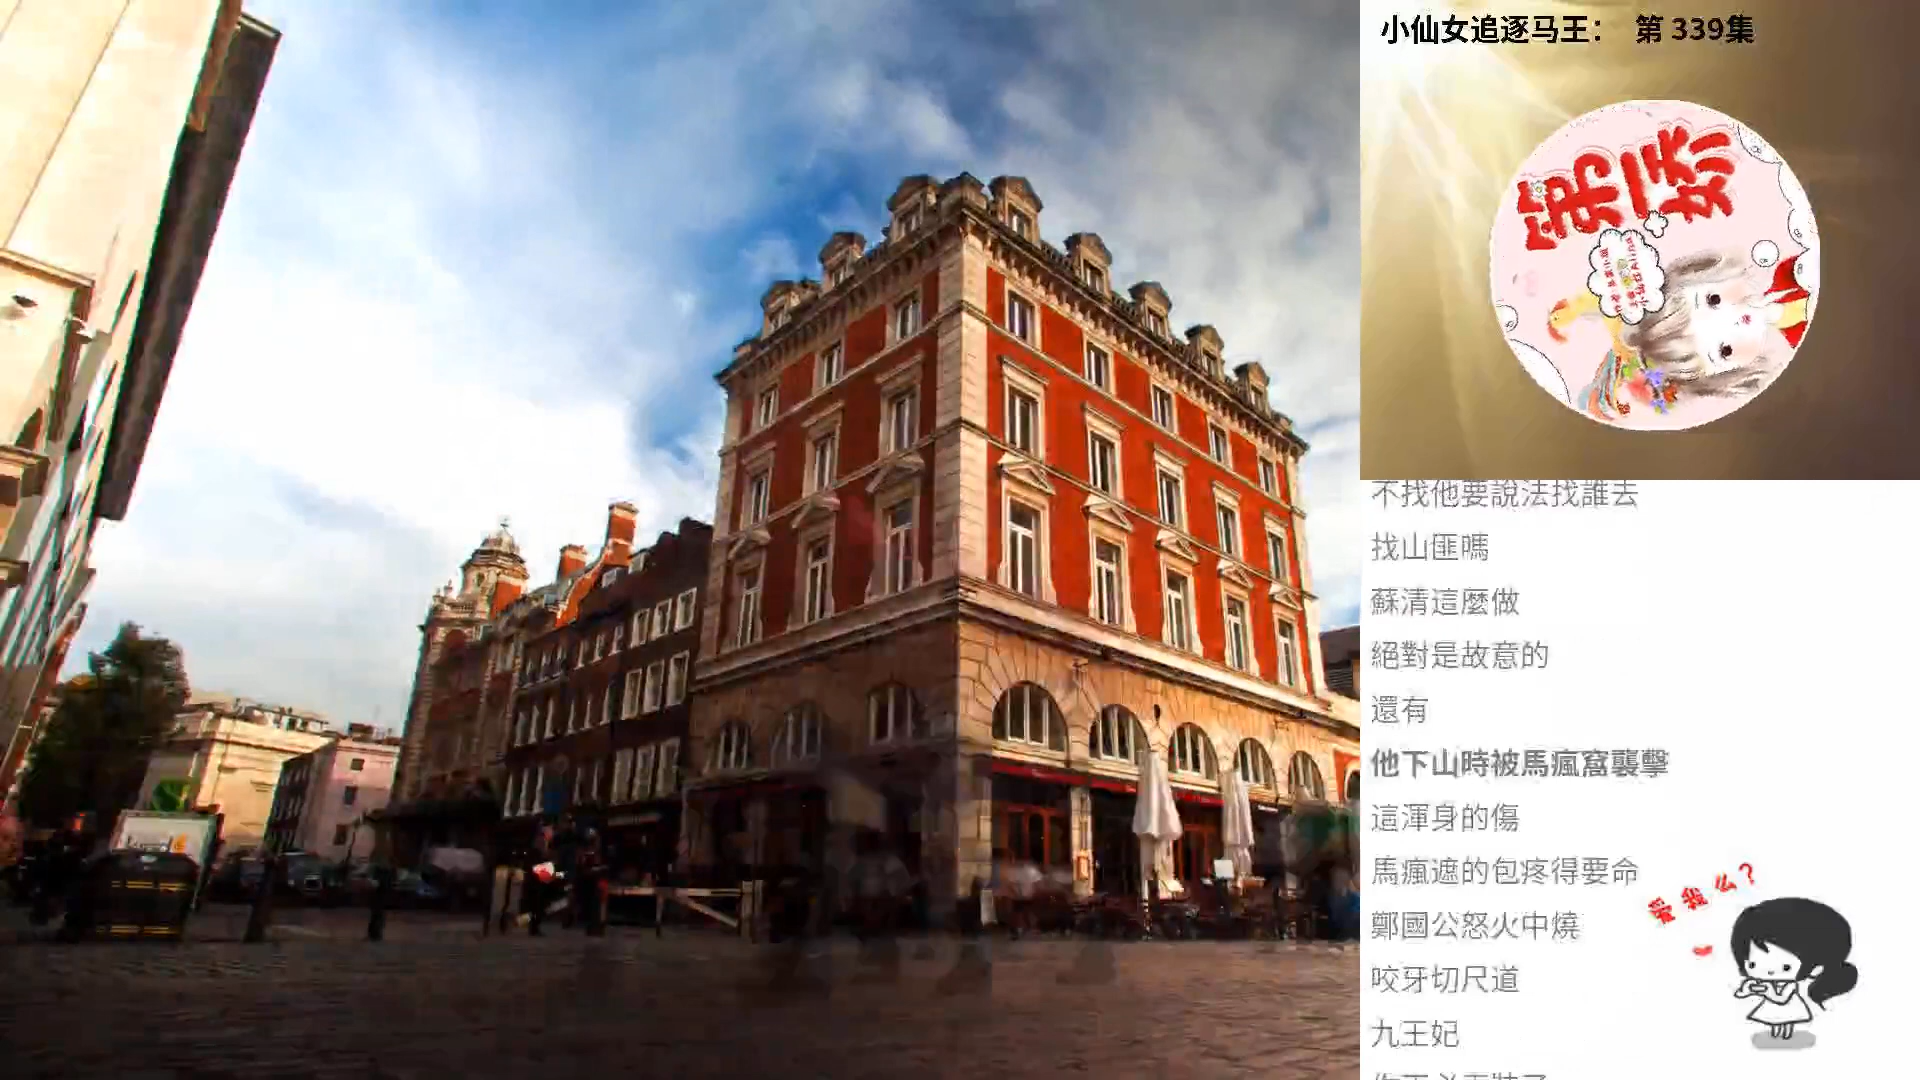 小仙女追逐马王： 第 339集
第一娇
不找他要說法找誰去
找山匪嗎
蘇清這麼做
絕對是故意的
還有
他下山時被馬瘋窩襲擊
這渾身的傷
馬瘋遮的包疼得要命
鄭國公怒火中燒
咬牙切尺道
九王妃
爱我么？